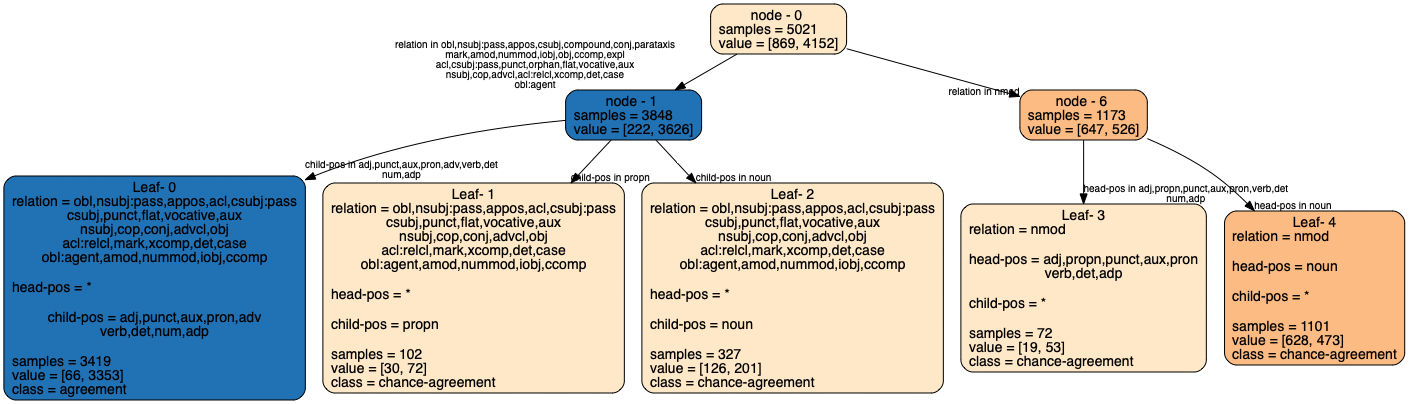 node - 0
samples = 5021
value = [869, 4152]
relation in obl,nsubj:pass,appos,csubj,compound,conj,parataxis
mark,amod,nummod,iobj,obj,ccomp,expl
acl,csubj:pass,punct,orphan,flat,vocative,aux
nsubj,cop,advcl,acl:relcl,xcomp,det,case
obl:agent
relation in nmod
node - 1
samples = 3848
value = [222, 3626]
node - 6
samples = 1173
value = [647, 526]
child-pos in adj,punct,aux,pron,adv,verb,det
num,adp
child-pos in propn
child-pos in noun
head-pos in adj,propn,punct,aux,pron,verb,det
num,adp
head-pos in noun
Leaf- 0
relation = obl,nsubj:pass,appos,acl,csubj:pass
csubj,punct,flat,vocative,aux
nsubj,cop,conj,advcl,obj
acl:relcl,mark,xcomp,det,case
obl:agent,amod,nummod,iobj,ccomp
head-pos = *
child-pos = adj,punct,aux,pron,adv
verb,det,num,adp
samples = 3419
value = [66, 3353]
class = agreement
Leaf- 1
relation = obl,nsubj:pass,appos,acl,csubj:pass
csubj,punct,flat,vocative,aux
nsubj,cop,conj,advcl,obj
acl:relcl,mark,xcomp,det,case
obl:agent,amod,nummod,iobj,ccomp
head-pos = *
child-pos = propn
samples = 102
value = [30, 72]
class = chance-agreement
Leaf- 2
relation = obl,nsubj:pass,appos,acl,csubj:pass
csubj,punct,flat,vocative,aux
nsubj,cop,conj,advcl,obj
acl:relcl,mark,xcomp,det,case
obl:agent,amod,nummod,iobj,ccomp
head-pos = *
child-pos = noun
samples = 327
value = [126, 201]
class = chance-agreement
Leaf- 3
relation = nmod
head-pos = adj,propn,punct,aux,pron
verb,det,adp
child-pos = *
samples = 72
value = [19, 53]
class = chance-agreement
Leaf- 4
relation = nmod
head-pos = noun
child-pos = *
samples = 1101
value = [628, 473]
class = chance-agreement